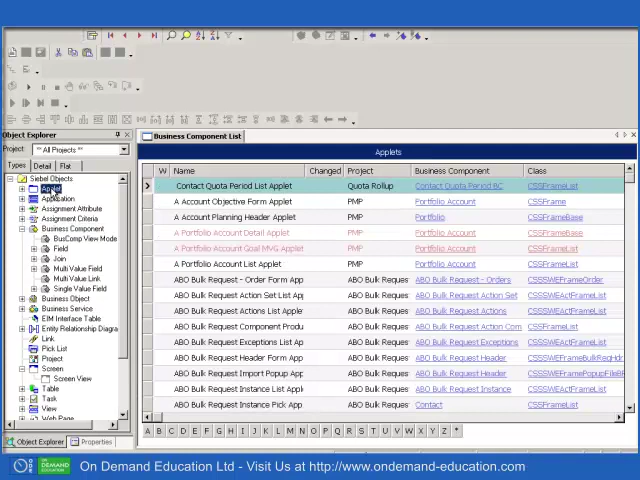 Object Explorer
Project: ** All Projects **
Types Detail Flat
Siebel Objects
Applet
Application
Assignment Attribute
Assignment Criteria
Business Component
BusComp View Mode
Field
Join
Multi Value Field
Multi Value Link
Single Value Field
Business Object
Business Service
EIM Interface Table
Entity Relationship Diagra
Link
Pick List
Project
Screen
Screen View
Table
Task
View
Web Page
Object Explorer Properties
Business Component List
Applets
W Name Changed Project Business Component Class
Contact Quota Period List Applet Quota Rollup Contact Quota Period BC CSSFrameList
A Account Objective Form Applet PMP Portfolio Account CSSFrame
A Account Planning Header Applet PMP Portfolio CSSFrameBase
A Portfolio Account Detail Applet PMP Portfolio Account CSSFrameBase
A Portfolio Account Goal MVG Applet PMP Portfolio Account CSSFrameList
A Portfolio Account List Applet PMP Portfolio Account CSSFrameList
ABO Bulk Request - Order Form App ABO Bulk Reques ABO Bulk Request - Orders CSSSWEFrameOrder
ABO Bulk Request Action Set List Ap ABO Bulk Reques ABO Bulk Request Action Set CSSSWEActFrameList
ABO Bulk Request Actions List Apple ABO Bulk Reques ABO Bulk Request Actions CSSSWEActFrameList
ABO Bulk Request Component Produ ABO Bulk Reques ABO Bulk Request Action Com CSSFrameList
ABO Bulk Request Exceptions List Ap ABO Bulk Reques ABO Bulk Request Exceptions CSSFrameList
ABO Bulk Request Header Form App ABO Bulk Reques ABO Bulk Request Header CSSSWEFrameBulkReqHdr
ABO Bulk Request Import Popup App ABO Bulk Reques ABO Bulk Request Header CSSSWEFramePopupFileBR
ABO Bulk Request Instance List Appl ABO Bulk Reques ABO Bulk Request Instance CSSSWEActFrameList
ABO Bulk Request Instance Pick App ABO Bulk Reques Contact CSSFrameList
A B C D E F G H I J K L M N O P Q R S T U V W X Y Z *
ON DEMAND EDUCATION On Demand Education Ltd - Visit Us at http://www.ondemand-education.com